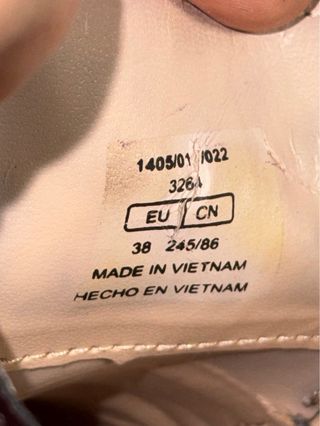 1405/01 /022
3264
EU CN
38 245/86
MADE IN VIETNAM
HECHO EN VIETNAM